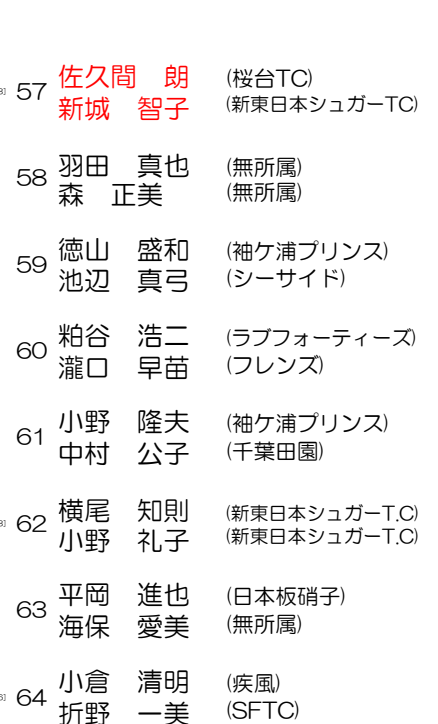 57 佐久間　朗 (桜台TC)
新城　智子 (新東日本シュガーTC)
58 羽田　真也 (無所属)
森　正美 (無所属)
59 徳山　盛和 (袖ケ浦プリンス)
池辺　真弓 (シーサイド)
60 粕谷　浩二 (ラブフォーティーズ)
瀧口　早苗 (フレンズ)
61 小野　隆夫 (袖ケ浦プリンス)
中村　公子 (千葉田園)
62 横尾　知則 (新東日本シュガーT.C)
小野　礼子 (新東日本シュガーT.C)
63 平岡　進也 (日本板硝子)
海保　愛美 (無所属)
64 小倉　清明 (疾風)
折野　一美 (SFTC)